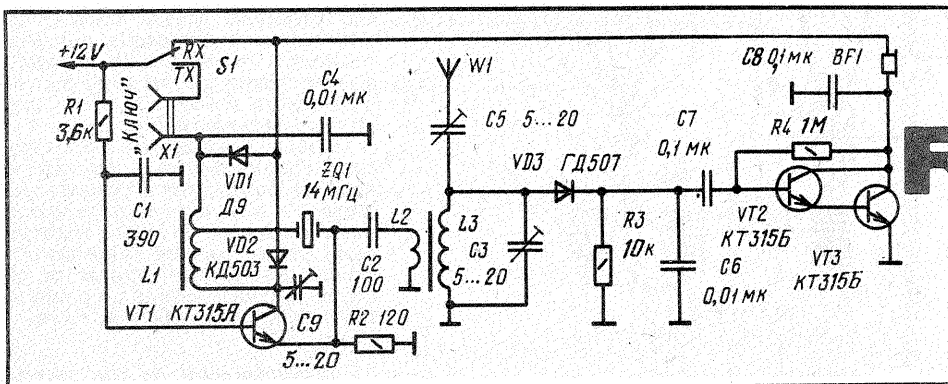 +12V
RX
TX
S1
R1
3,6к
„Ключ”
X1
C1
390
L1
VD1
Д9
VD2
КД503
VT1 КТ315А
C4
0,01 мк
ZQ1
14МГц
C2
100
L2
C9
5...20
R2 120
W1
C5 5...20
L3
C3
5...20
VD3 ГД507
R3
10к
C7
0,1 мк
C6
0,01 мк
C8 0,1 мк
BF1
R4 1М
VT2
КТ315Б
VT3
КТ315Б